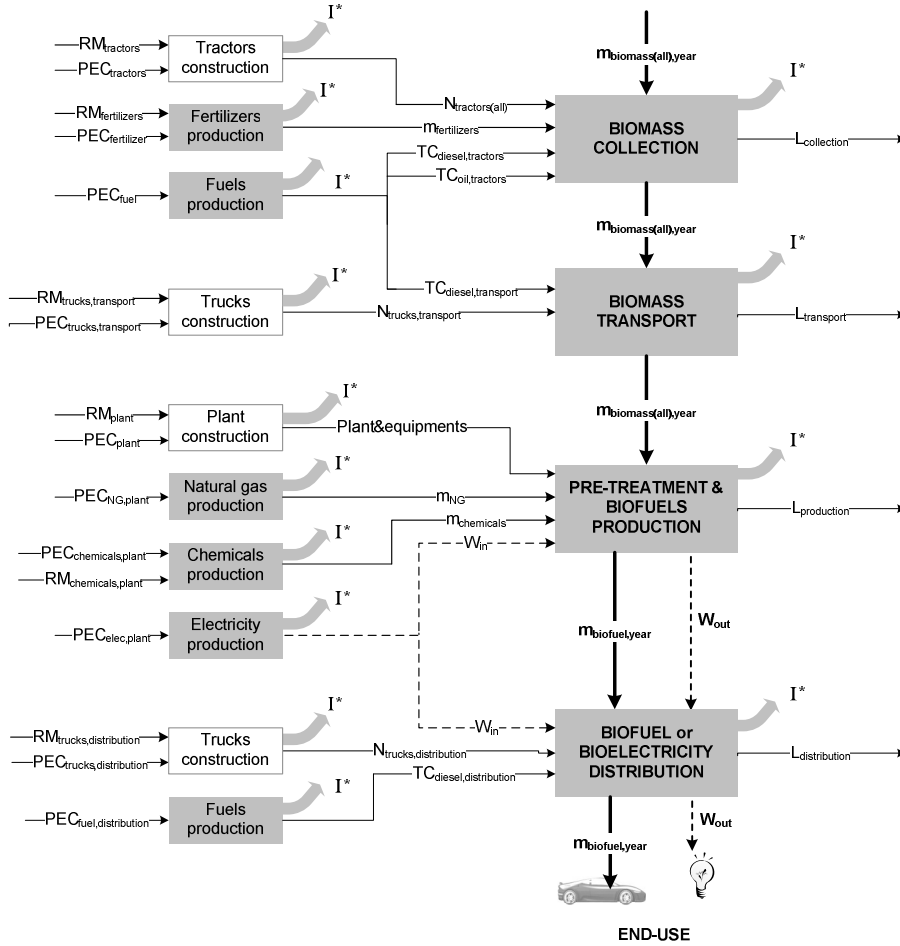 I*
RMtractors
PECtractors
Tractors
construction
mbiomass(all),year
I*
RMfertilizers
PECfertilizer
Fertilizers
production
I*
Ntractors(all)
mfertilizers
BIOMASS
COLLECTION
Lcollection
TCdiesel,tractors
TCoil,tractors
PECfuel
Fuels
production
I*
mbiomass(all),year
I*
RMtrucks,transport
PECtrucks,transport
Trucks
construction
I*
TCdiesel,transport
Ntrucks,transport
BIOMASS
TRANSPORT
Ltransport
RMplant
PECplant
Plant
construction
I*
Plant&equipments
mbiomass(all),year
I*
PECNG,plant
Natural gas
production
I*
mNG
mchemicals
Win
PRE-TREATMENT &
BIOFUELS
PRODUCTION
Lproduction
PECchemicals,plant
RMchemicals,plant
Chemicals
production
I*
PECelec,plant
Electricity
production
I*
mbiofuel,year
Wout
I*
RMtrucks,distribution
PECtrucks,distribution
Trucks
construction
I*
Win
Ntrucks,distribution
TCdiesel,distribution
BIOFUEL or
BIOELECTRICITY
DISTRIBUTION
Ldistribution
PECfuel,distribution
Fuels
production
I*
mbiofuel,year
Wout
END-USE